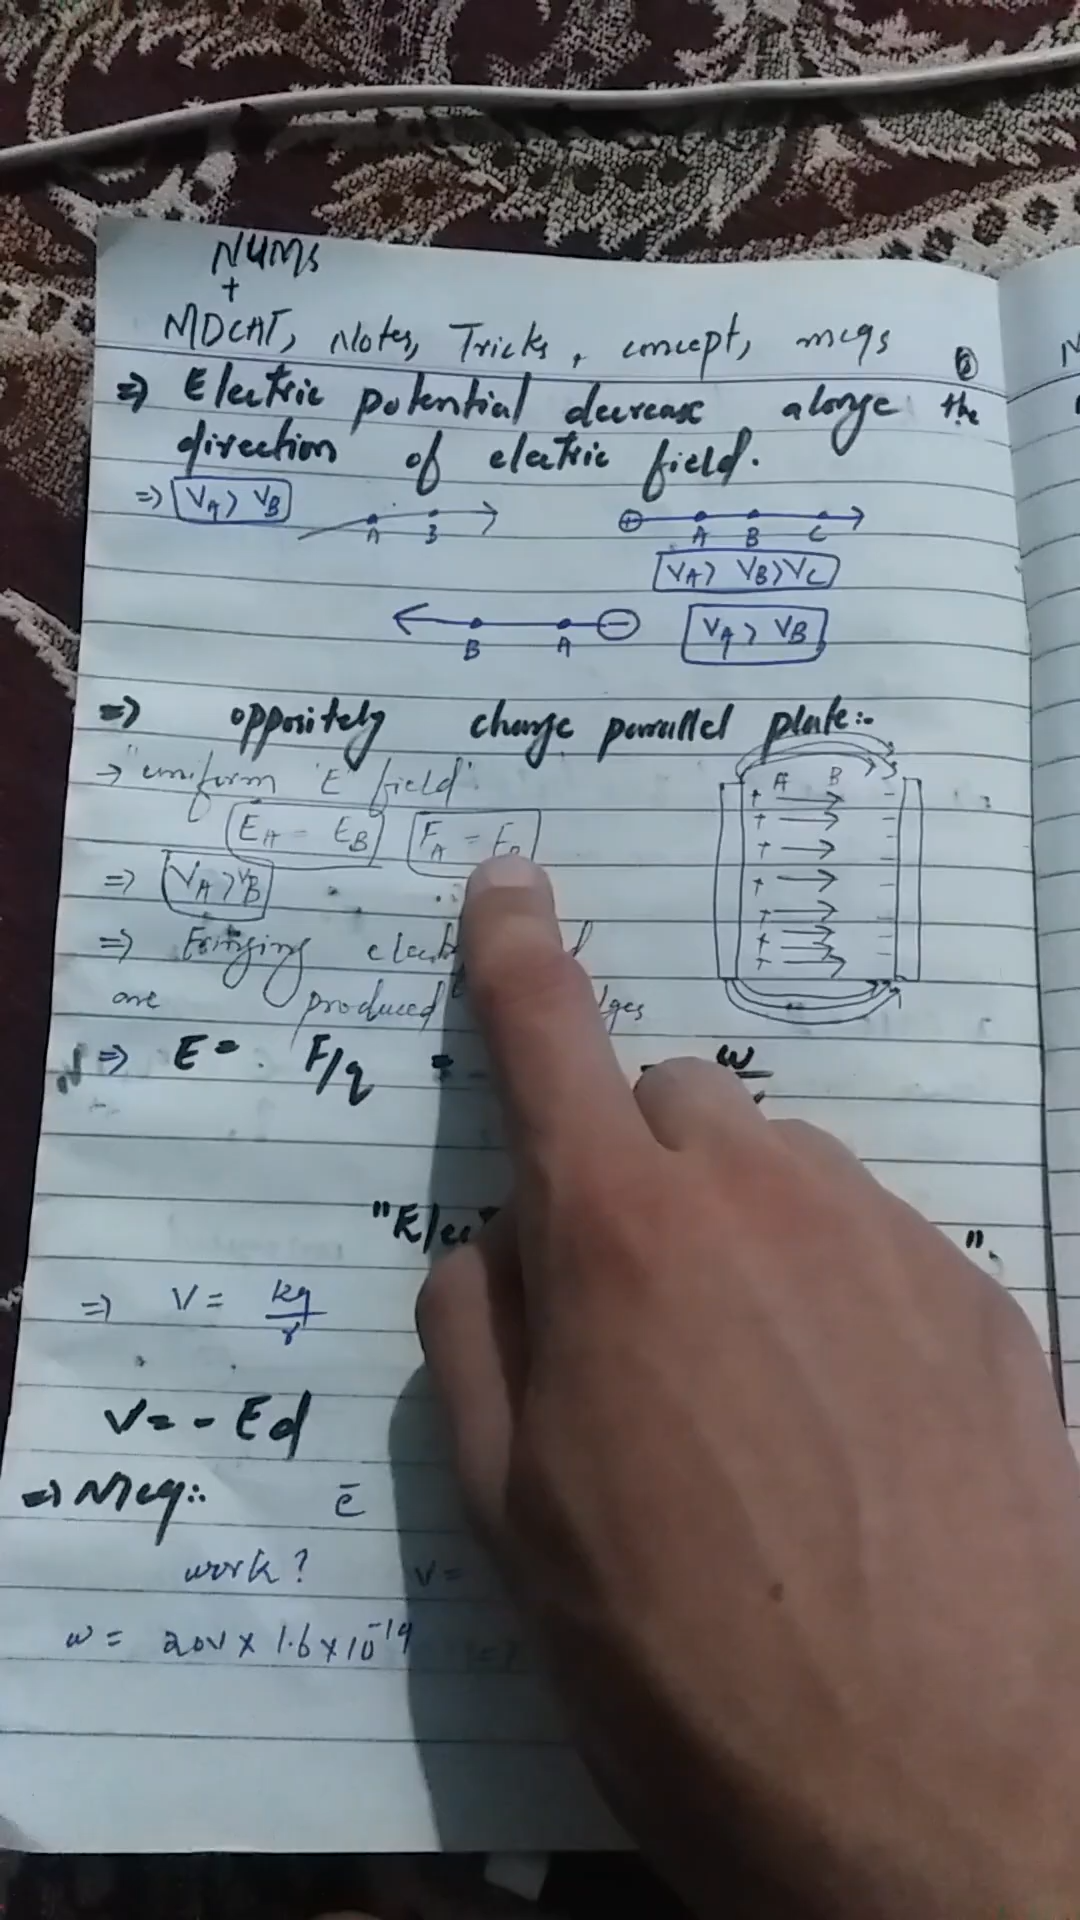 NUMS
+
MDCAT, Notes, Tricks, concept, mcqs
⇒ Electric potential decrease alonge the
direction of electric field.
⇒ VA > VB
A B
+ A B C
VA > VB > VC
B A −
VA > VB
⇒ oppositely charge parallel plate:-
→ "uniform 'E' field"
EA = EB FA = F
A B
⇒ VA > VB
⇒ Fringing
are produced
⇒ E = F/q =
"Elec
⇒ V = kq/r
V = - Ed
⇒ Mcq:- ē
work? V =
w = 20V × 1.6 × 10^-19